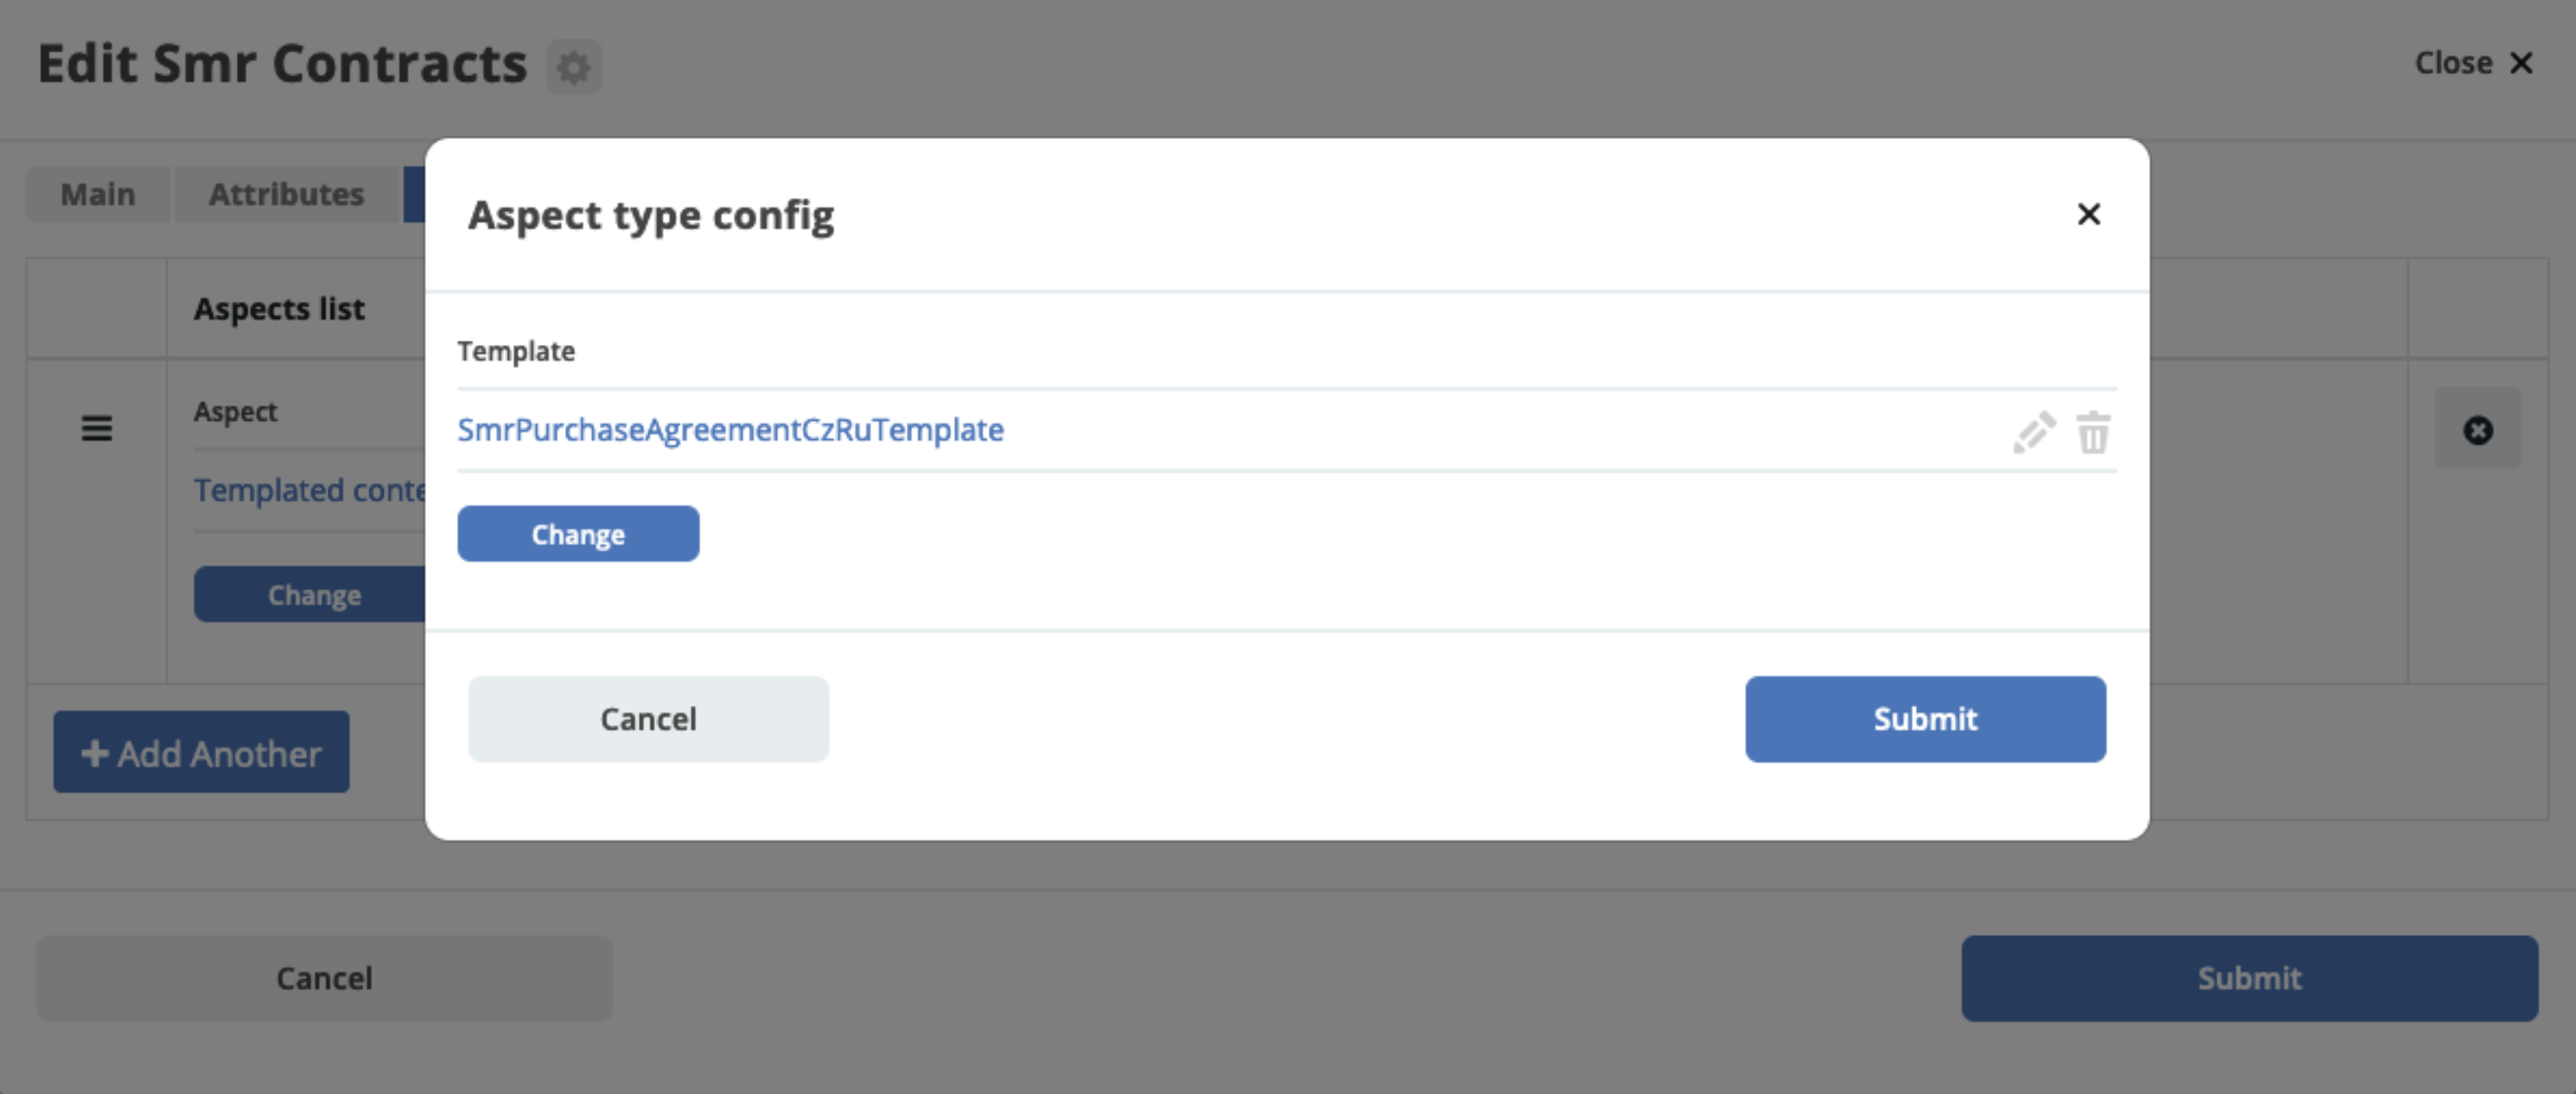 Edit Smr Contracts
Close
Main
Attributes
Aspect type config
Aspects list
Template
Aspect
SmrPurchaseAgreementCzRuTemplate
Templated
Change
Change
Cancel
Submit
Add Another
Cancel
Submit